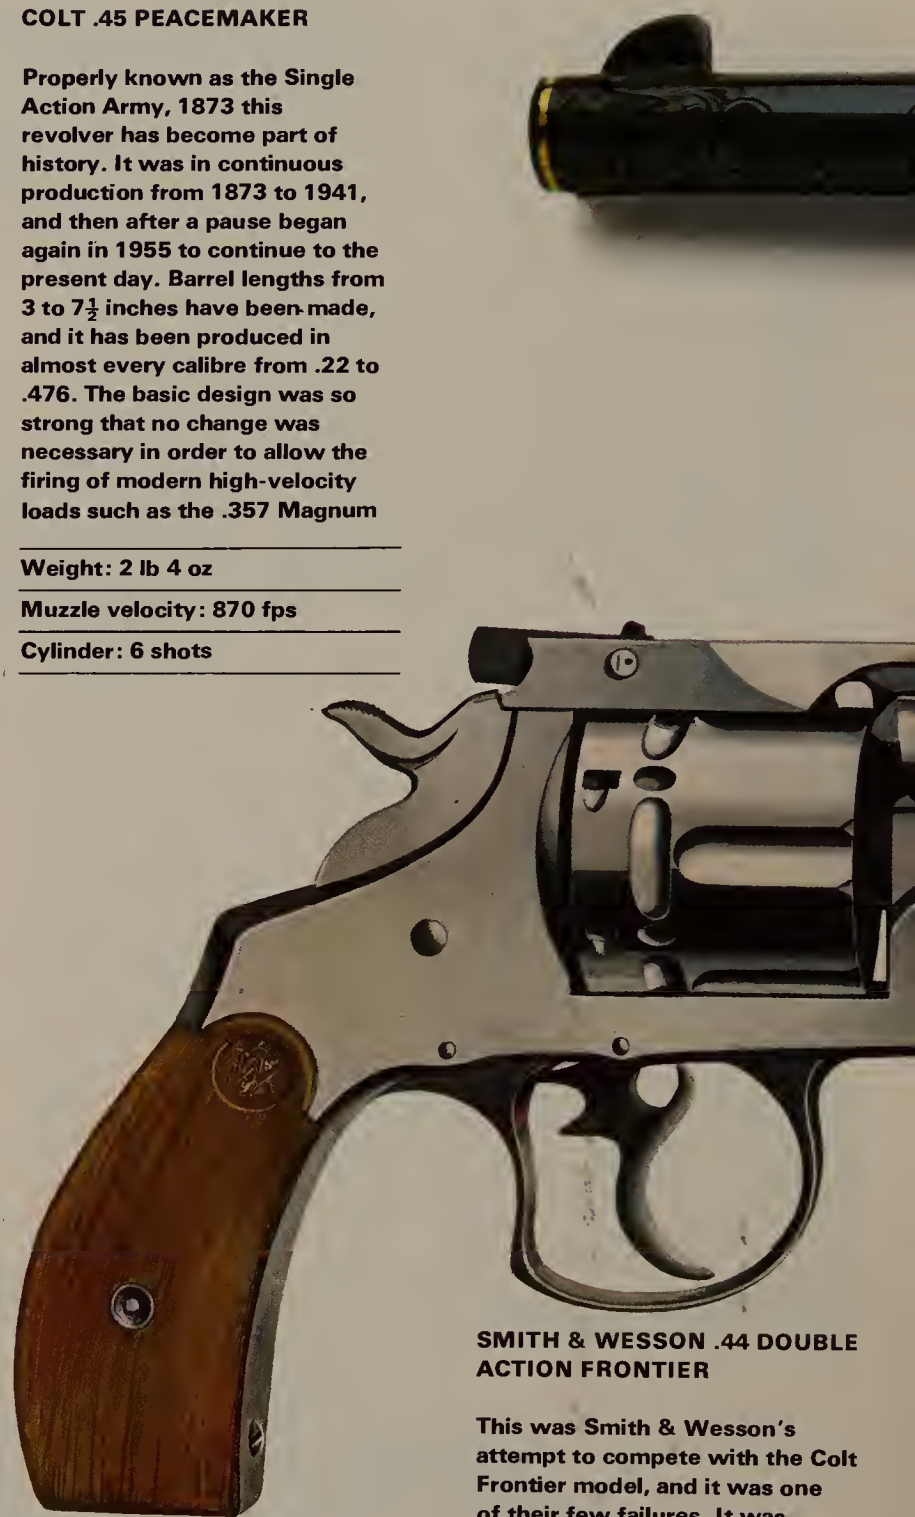 COLT .45 PEACEMAKER
Properly known as the Single
Action Army, 1873 this
revolver has become part of
history. It was in continuous
production from 1873 to 1941,
and then after a pause began
again in 1955 to continue to the
present day. Barrel lengths from
3 to 7½ inches have been made,
and it has been produced in
almost every calibre from .22 to
.476. The basic design was so
strong that no change was
necessary in order to allow the
firing of modern high-velocity
loads such as the .357 Magnum
Weight: 2 lb 4 oz
Muzzle velocity: 870 fps
Cylinder: 6 shots
SMITH & WESSON .44 DOUBLE
ACTION FRONTIER
This was Smith & Wesson's
attempt to compete with the Colt
Frontier model, and it was one
of their few failures. It was